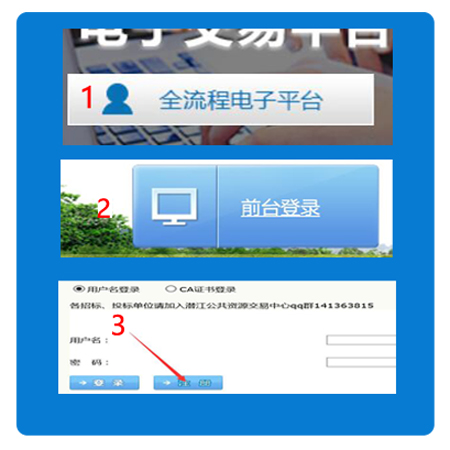 电子交易平台
1 全流程电子平台
2 前台登录
用户名登录 CA证书登录
各招标、投标单位请加入潜江公共资源交易中心qq群141363815
3
用户名：
密 码：
登 录 注 册